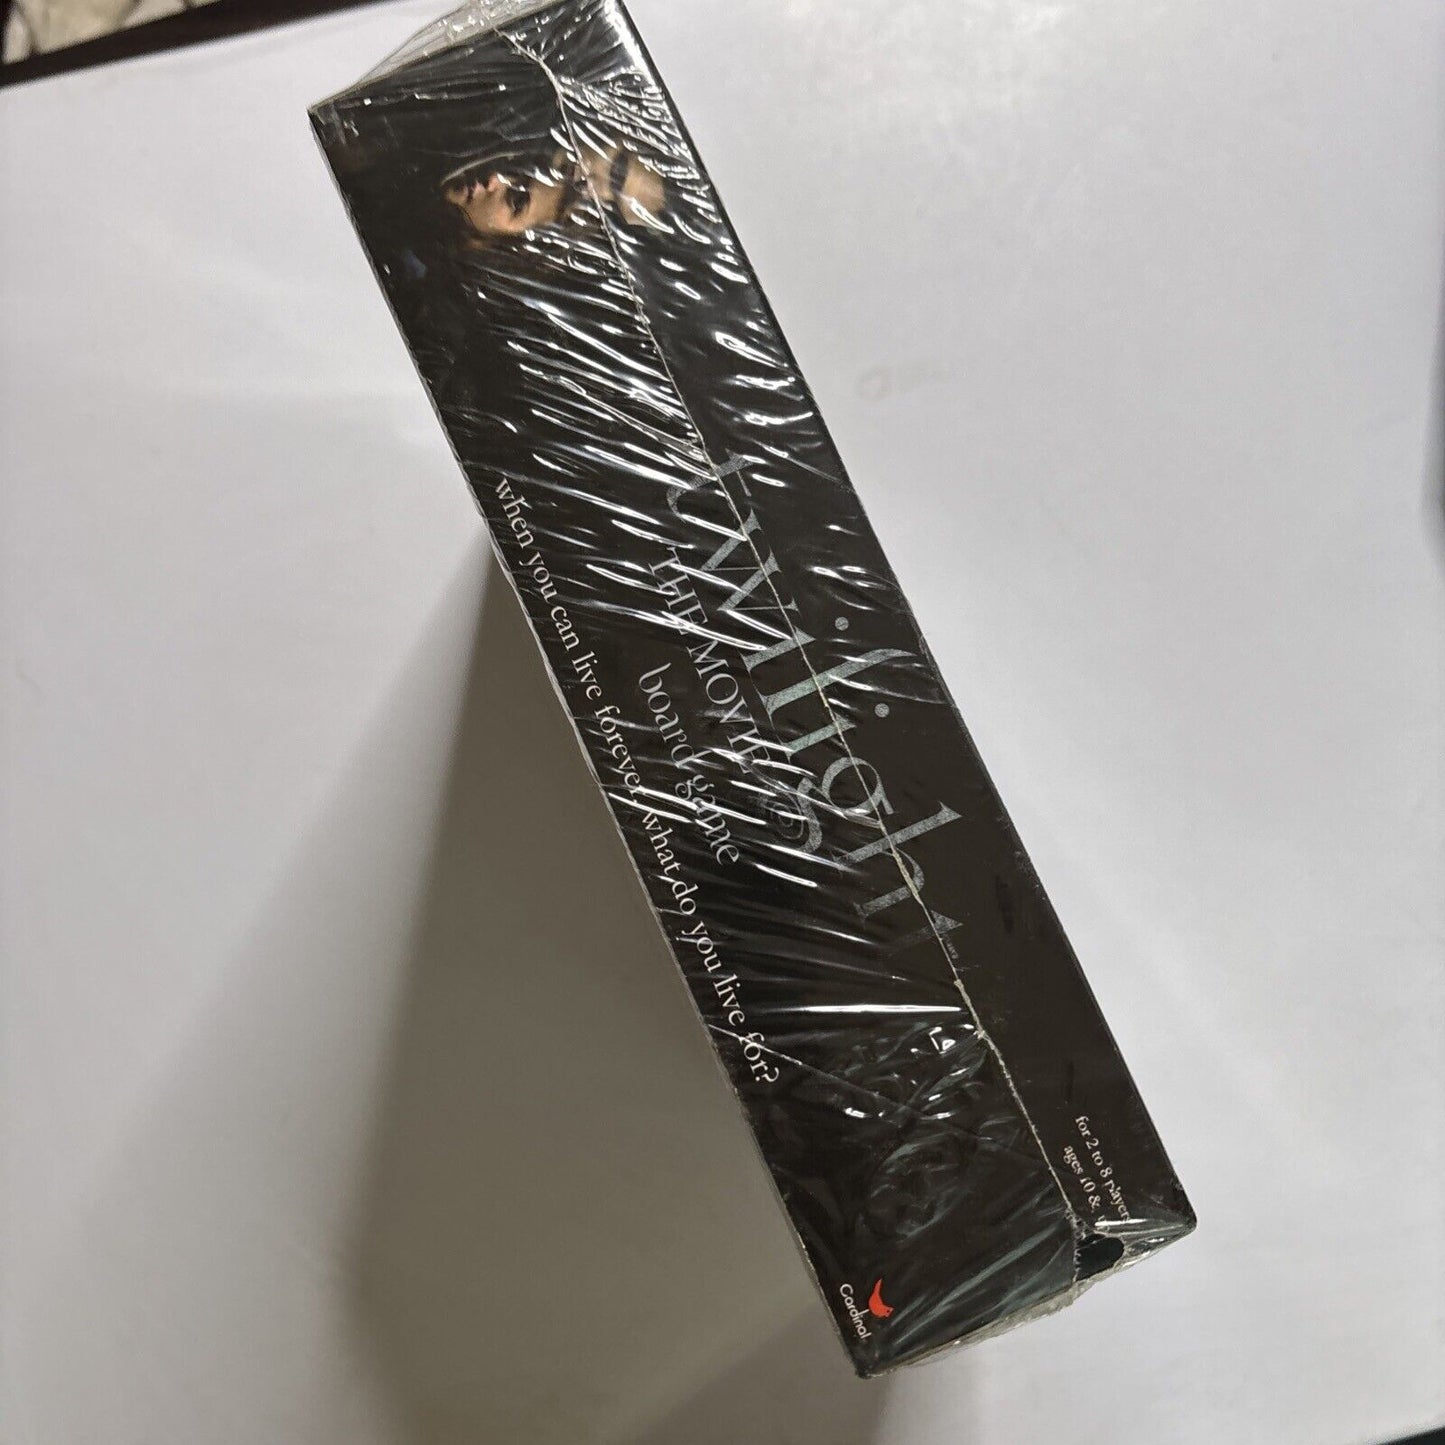 twilight
THE MOVIE
board game
when you can live forever, what do you live for?
for 2 to 8 players
ages 10 &
Cardinal